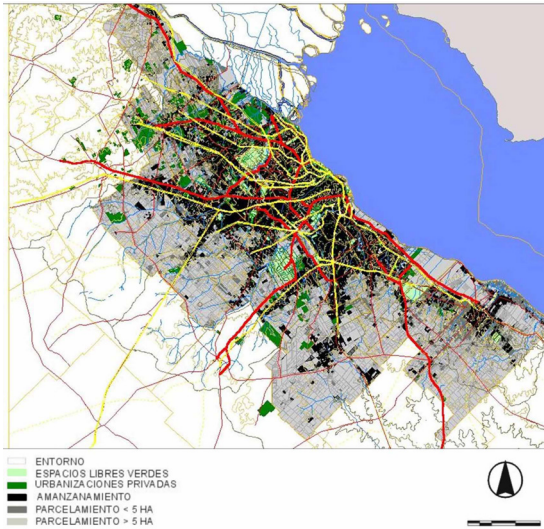 ENTORNO
ESPACIOS LIBRES VERDES
URBANIZACIONES PRIVADAS
AMANZANAMIENTO
PARCELAMIENTO < 5 HA
PARCELAMIENTO > 5 HA